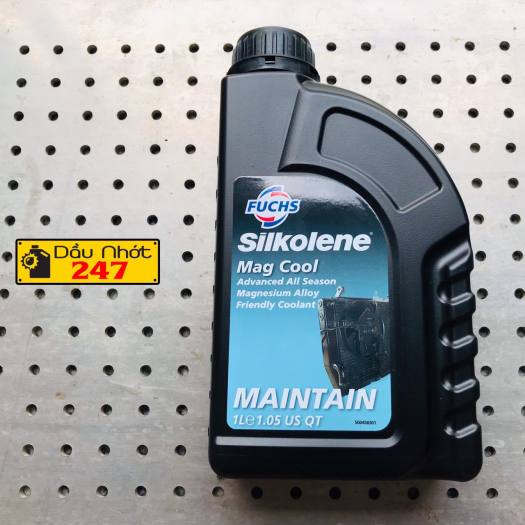 FUCHS
Silkolene®
Mag Cool
Advanced All Season
Magnesium Alloy
Friendly Coolant
MAINTAIN
1L℮1.05 US QT
Dầu Nhớt
247